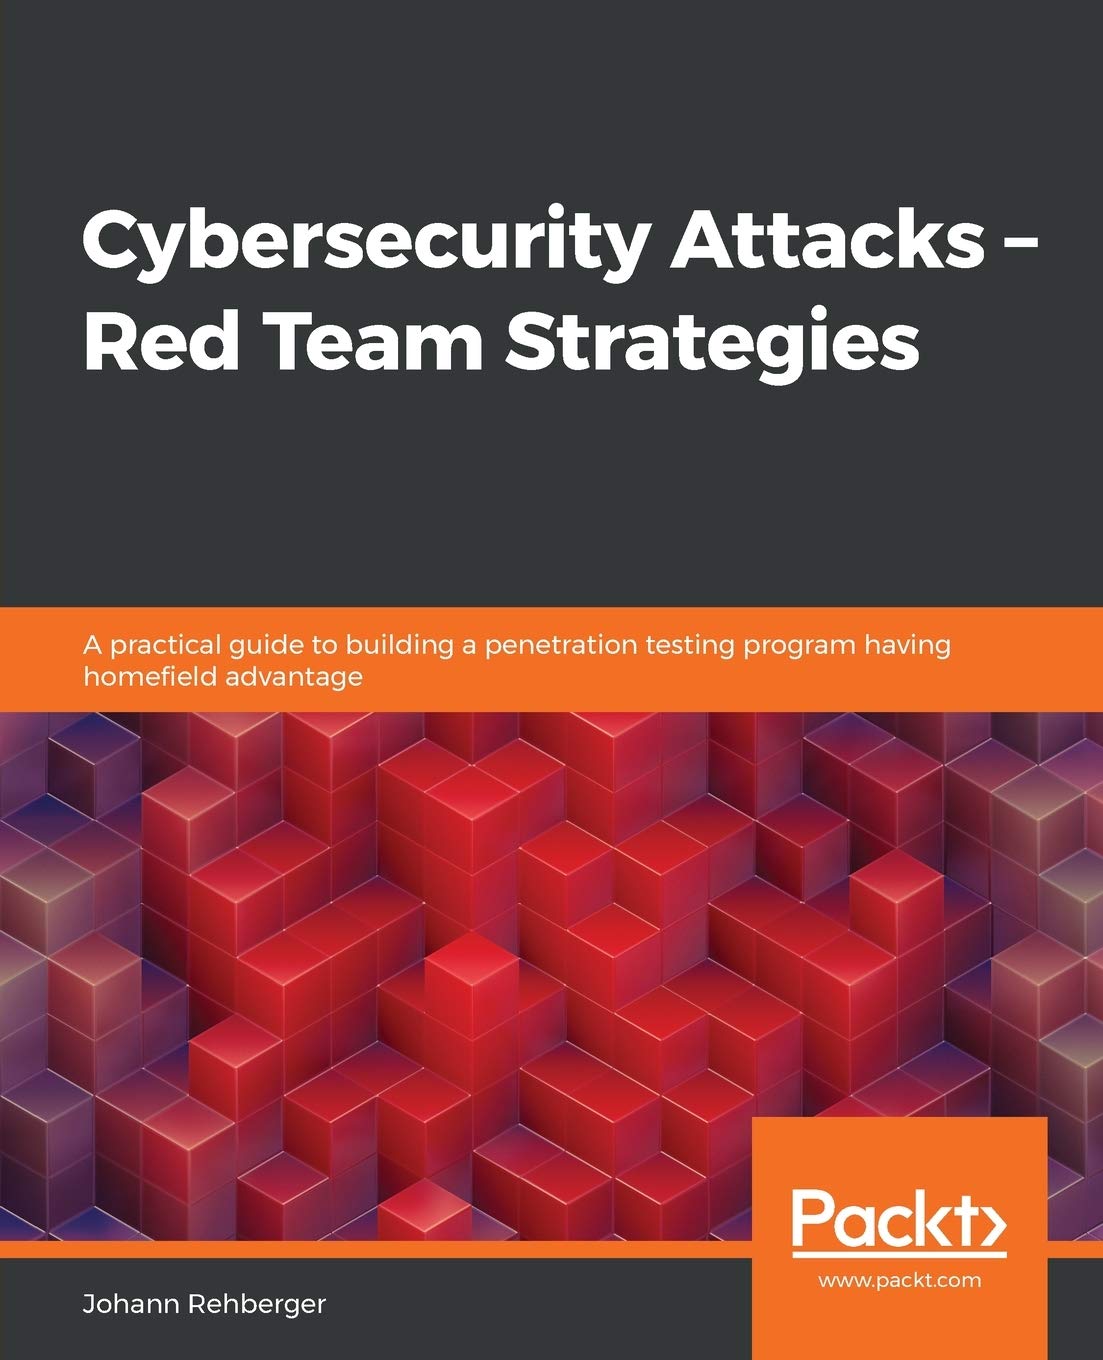 Cybersecurity Attacks –
Red Team Strategies
A practical guide to building a penetration testing program having
homefield advantage
Packt>
www.packt.com
Johann Rehberger